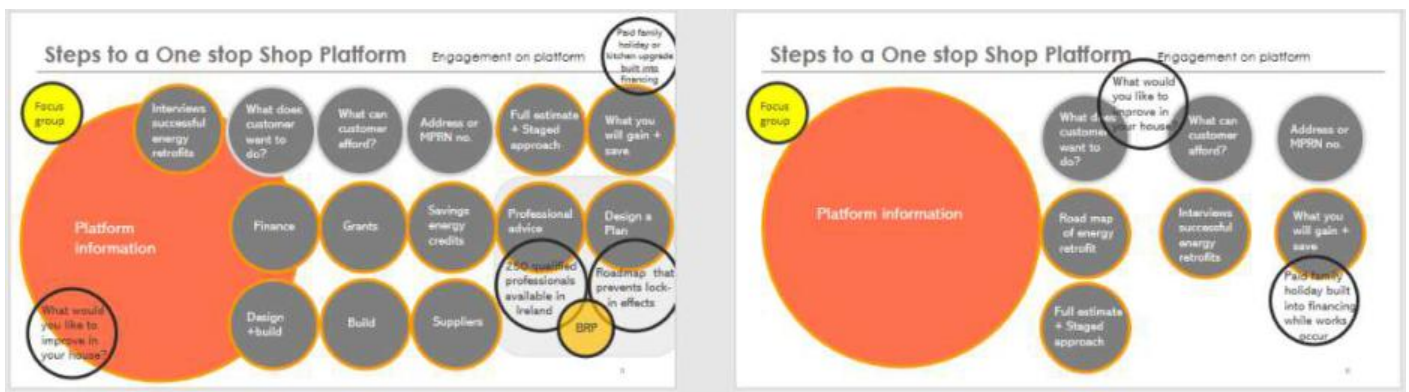 Steps to a One stop Shop Platform
Engagement on platform
Paid family
holiday or
kitchen upgrade
built into
financing
Focus
group
Interviews
successful
energy
retrofits
What does
customer
want to
do?
What can
customer
afford?
Address or
MPRN no.
Full estimate
+ Staged
approach
What you
will gain +
save
Platform
information
Finance
Grants
Savings
energy
credits
Professional
advice
Design a
Plan
What would
you like to
improve in
your house?
Design
+build
Build
Suppliers
250 qualified
professionals
available in
Ireland
Roadmap that
prevents lock-
in effects
BRP
Steps to a One stop Shop Platform
Engagement on platform
Focus
group
Platform information
What does
customer
want to
do?
What would
you like to
improve in
your house?
What can
customer
afford?
Address or
MPRN no.
Road map
of energy
retrofit
Interviews
successful
energy
retrofits
What you
will gain +
save
Paid family
holiday built
into financing
while works
occur
Full estimate
+ Staged
approach